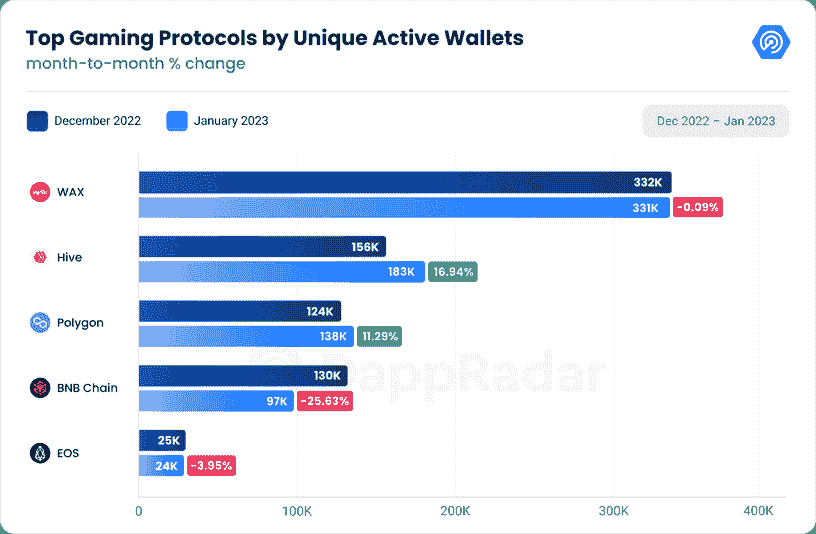 Top Gaming Protocols by Unique Active Wallets
month-to-month % change
December 2022
January 2023
Dec 2022 - Jan 2023
WAX
332K
331K
-0.09%
Hive
156K
183K
16.94%
Polygon
124K
138K
11.29%
BNB Chain
130K
97K
-25.63%
DappRadar
EOS
25K
24K
-3.95%
0
100K
200K
300K
400K